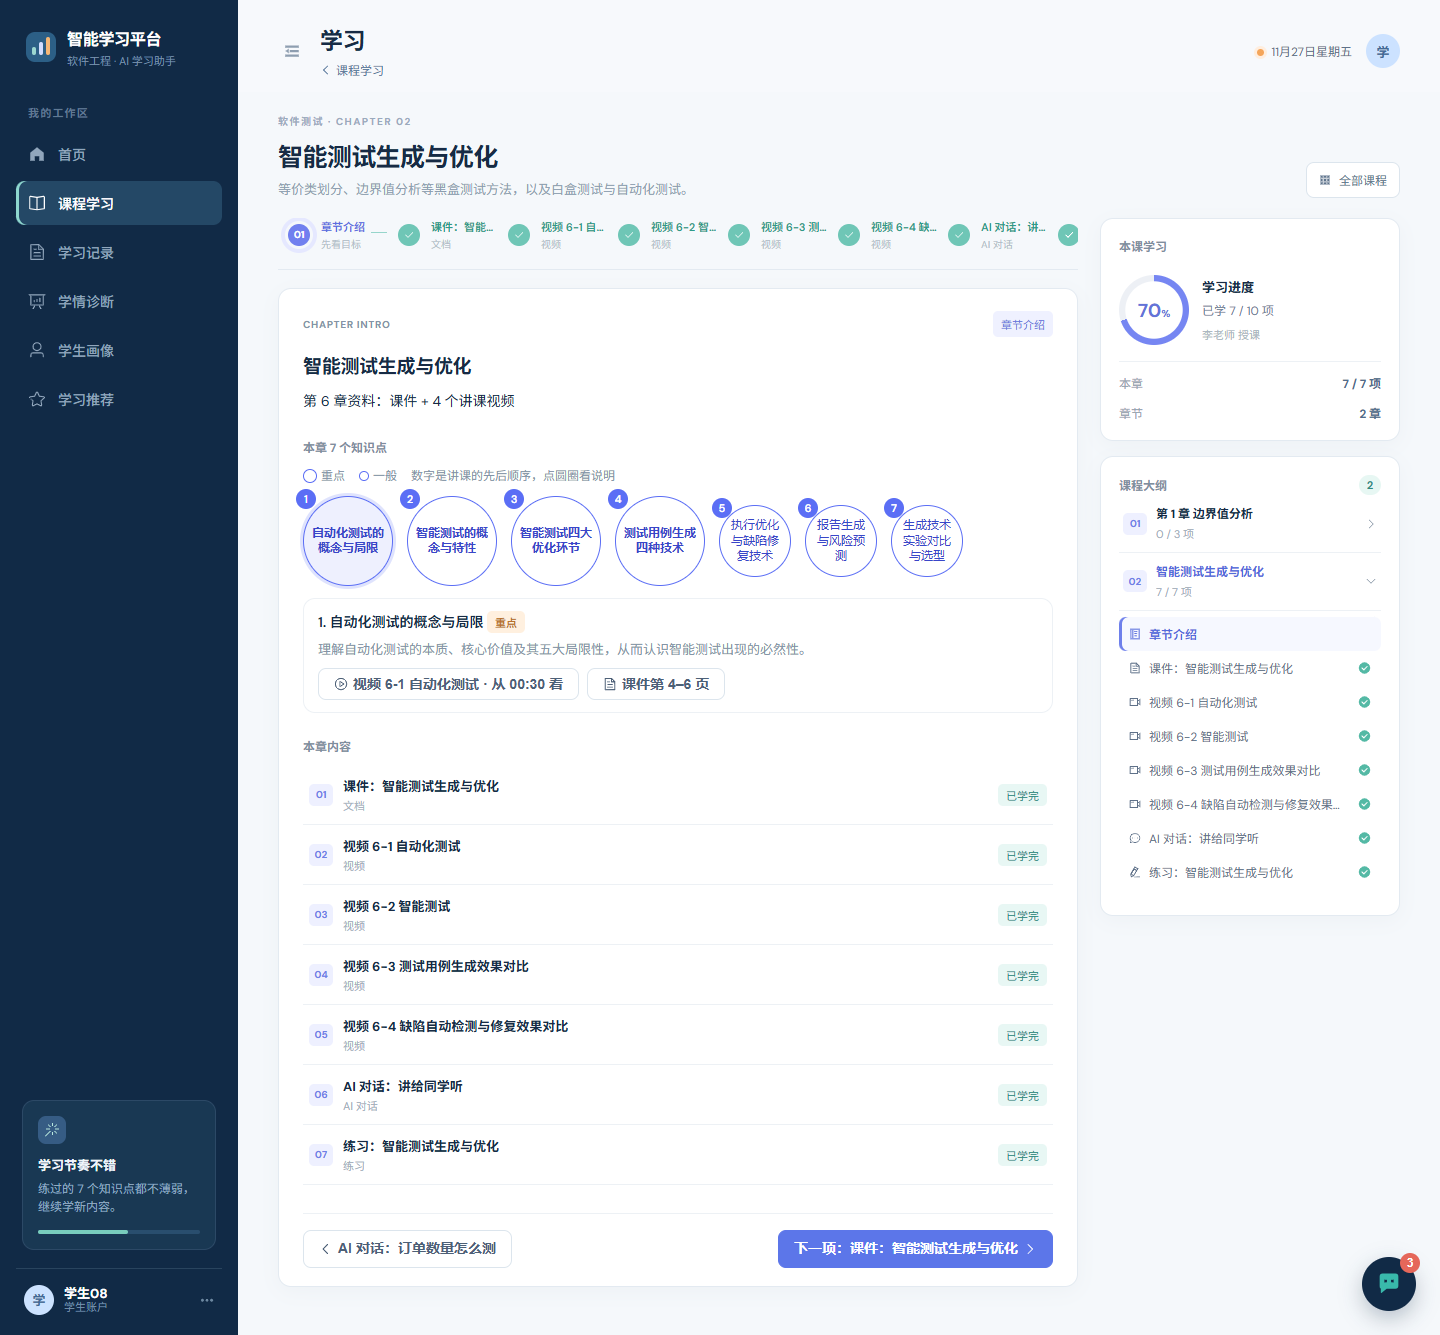 智能学习平台
软件工程 · AI 学习助手
我的工作区
首页
课程学习
学习记录
学情诊断
学生画像
学习推荐
学习节奏不错
练过的 7 个知识点都不薄弱，
继续学新内容。
学
学生08
学生账户
学习
课程学习
11月27日星期五
学
软件测试 · CHAPTER 02
智能测试生成与优化
等价类划分、边界值分析等黑盒测试方法，以及白盒测试与自动化测试。
全部课程
01 章节介绍
先看目标
课件：智能...
文档
视频 6-1 自...
视频
视频 6-2 智...
视频
视频 6-3 测...
视频
视频 6-4 缺...
视频
AI 对话：讲...
AI 对话
CHAPTER INTRO
章节介绍
智能测试生成与优化
第 6 章资料：课件 + 4 个讲课视频
本章 7 个知识点
重点 一般 数字是讲课的先后顺序，点圆圈看说明
1
自动化测试的
概念与局限
2
智能测试的概
念与特性
3
智能测试四大
优化环节
4
测试用例生成
四种技术
5
执行优化
与缺陷修
复技术
6
报告生成
与风险预
测
7
生成技术
实验对比
与选型
1. 自动化测试的概念与局限 重点
理解自动化测试的本质、核心价值及其五大局限性，从而认识智能测试出现的必然性。
视频 6-1 自动化测试 · 从 00:30 看
课件第 4–6 页
本章内容
01 课件：智能测试生成与优化
文档
已学完
02 视频 6-1 自动化测试
视频
已学完
03 视频 6-2 智能测试
视频
已学完
04 视频 6-3 测试用例生成效果对比
视频
已学完
05 视频 6-4 缺陷自动检测与修复效果对比
视频
已学完
06 AI 对话：讲给同学听
AI 对话
已学完
07 练习：智能测试生成与优化
练习
已学完
AI 对话：订单数量怎么测
下一项：课件：智能测试生成与优化
本课学习
70%
学习进度
已学 7 / 10 项
李老师 授课
本章 7 / 7 项
章节 2 章
课程大纲 2
01 第 1 章 边界值分析
0 / 3 项
02 智能测试生成与优化
7 / 7 项
章节介绍
课件：智能测试生成与优化
视频 6-1 自动化测试
视频 6-2 智能测试
视频 6-3 测试用例生成效果对比
视频 6-4 缺陷自动检测与修复效果...
AI 对话：讲给同学听
练习：智能测试生成与优化
3